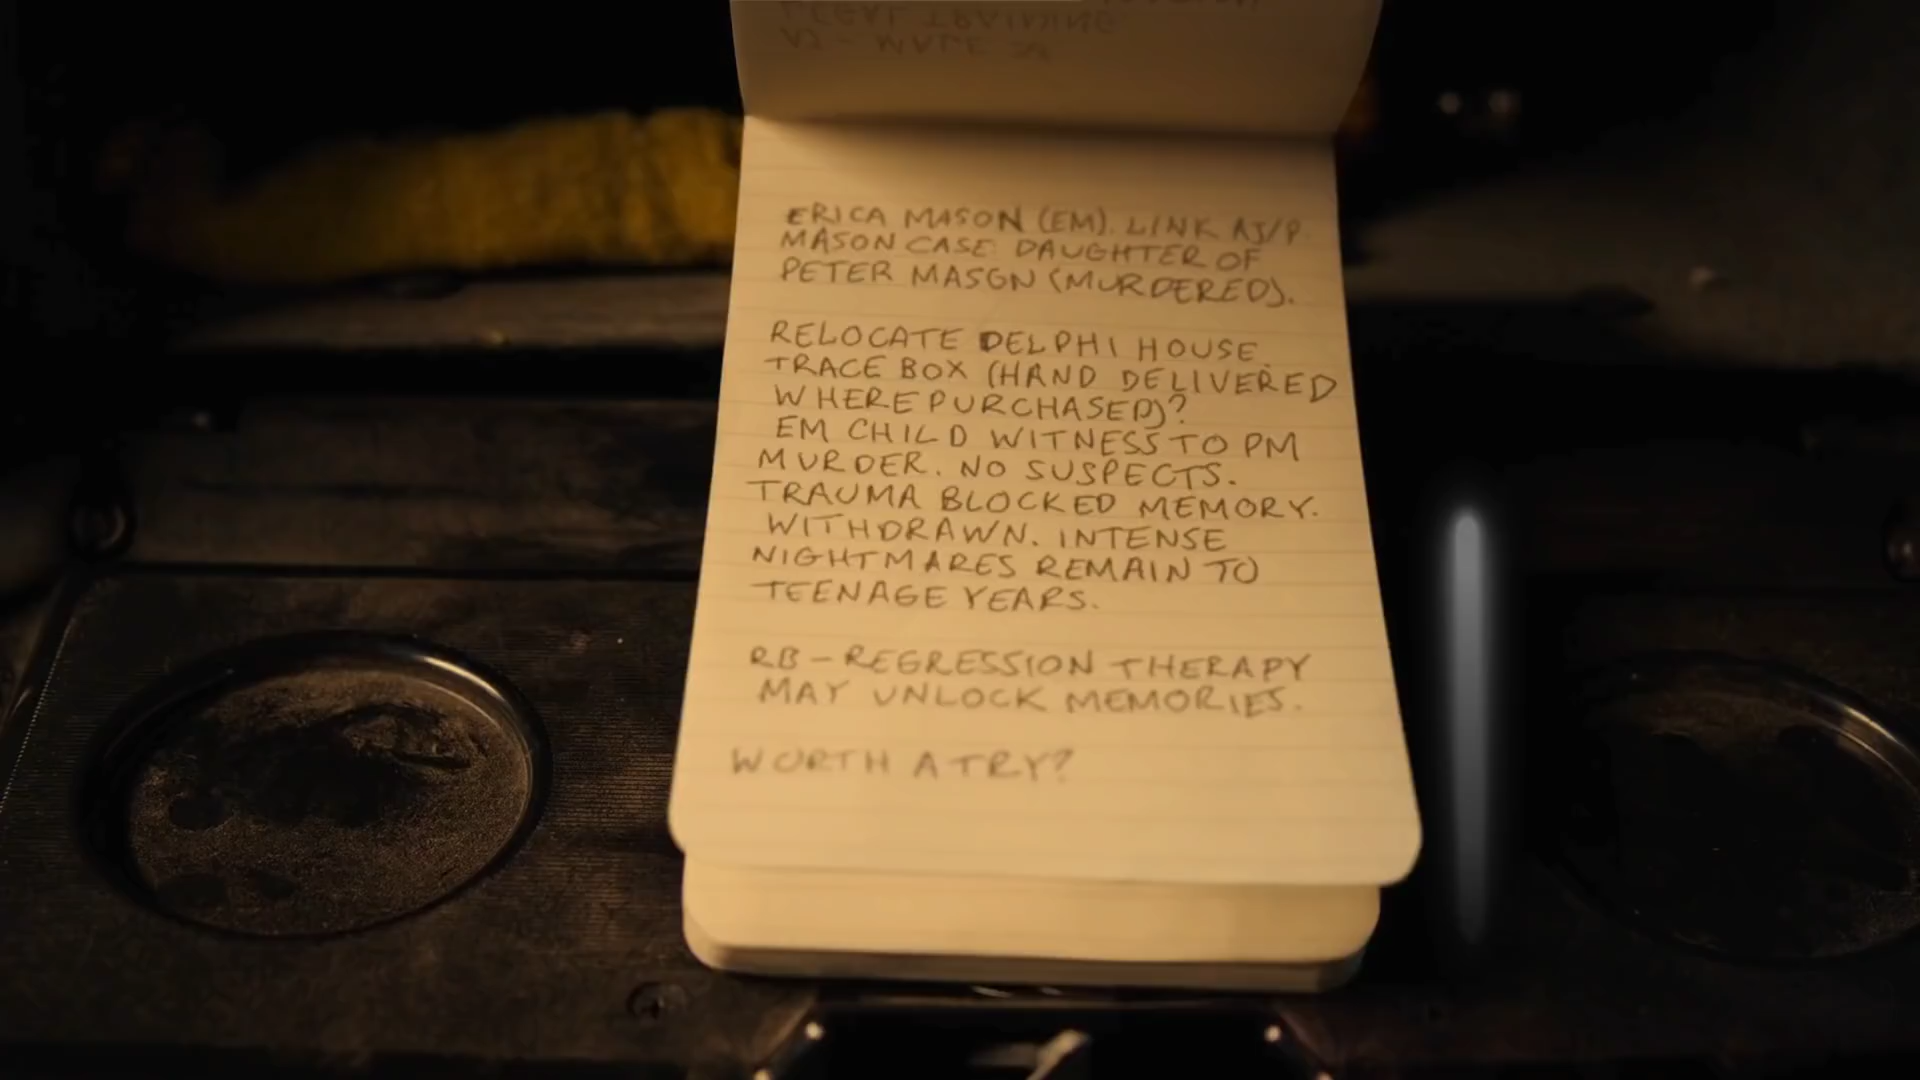 ERICA MASON (EM). LINK AJ/P.
MASON CASE. DAUGHTER OF
PETER MASON (MURDERED).
RELOCATE DELPHI HOUSE.
TRACE BOX (HAND DELIVERED
WHERE PURCHASED)?
EM CHILD WITNESS TO PM
MURDER. NO SUSPECTS.
TRAUMA BLOCKED MEMORY.
WITHDRAWN. INTENSE
NIGHTMARES REMAIN TO
TEENAGE YEARS.
RB - REGRESSION THERAPY
MAY UNLOCK MEMORIES.
WORTH A TRY?